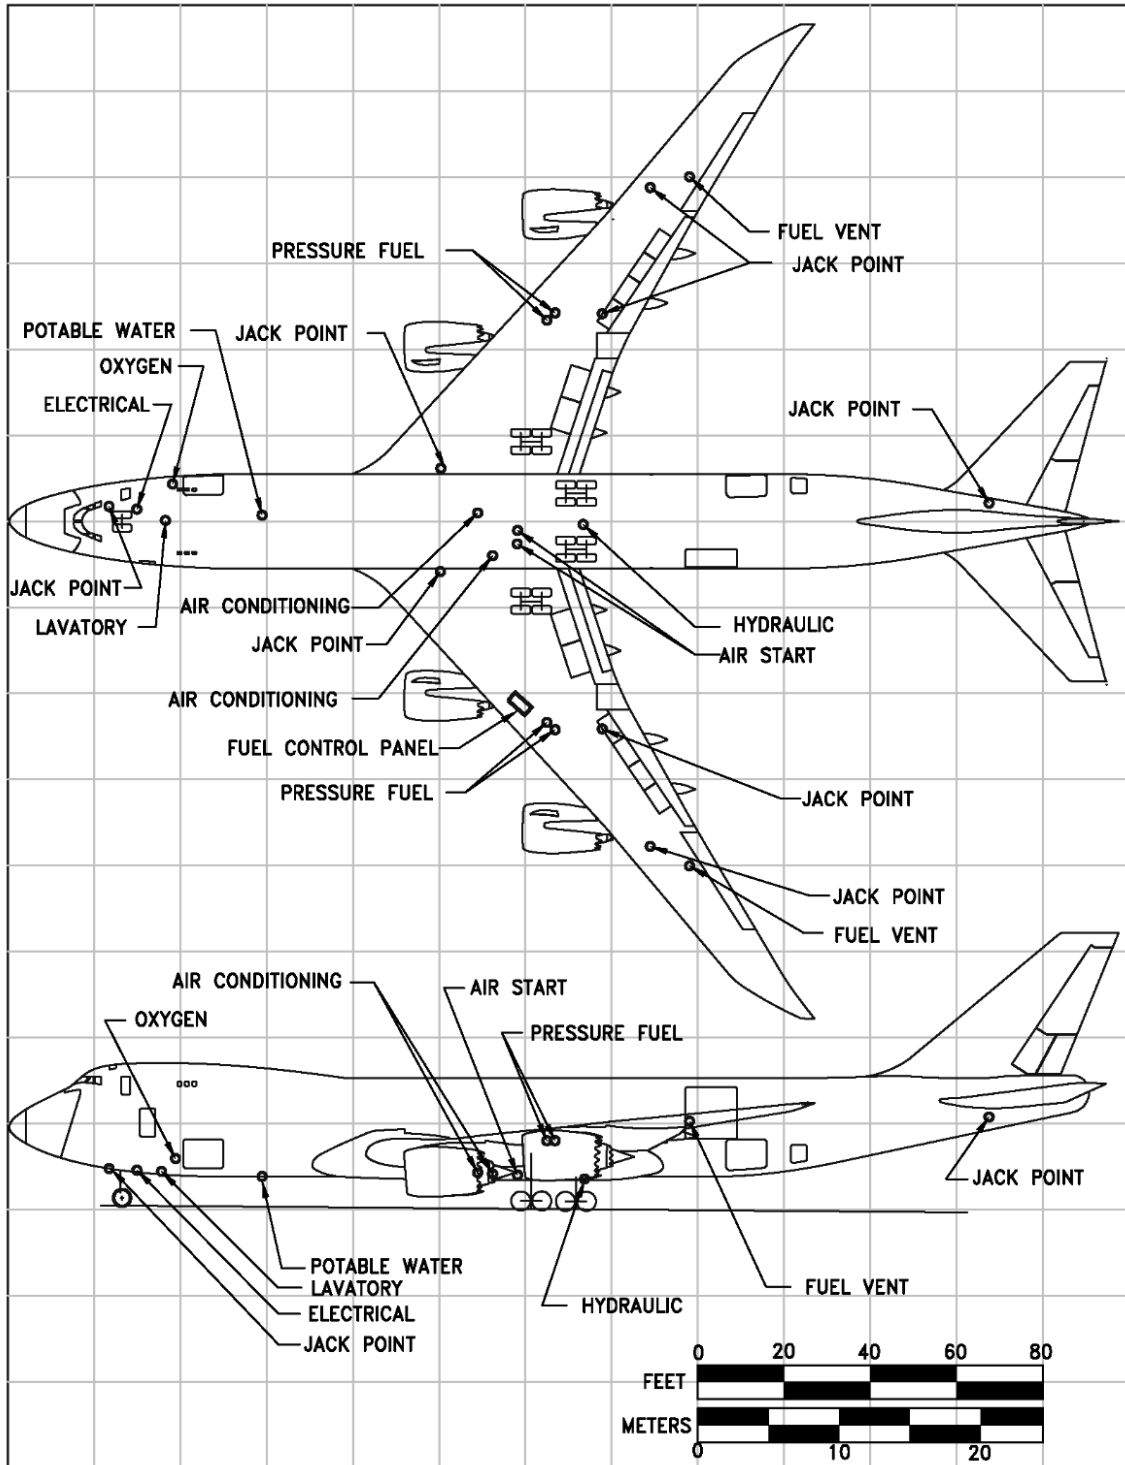 FUEL VENT
PRESSURE FUEL
JACK POINT
POTABLE WATER
JACK POINT
OXYGEN
ELECTRICAL
JACK POINT
JACK POINT
AIR CONDITIONING
LAVATORY
HYDRAULIC
JACK POINT
AIR START
AIR CONDITIONING
FUEL CONTROL PANEL
PRESSURE FUEL
JACK POINT
JACK POINT
FUEL VENT
AIR CONDITIONING
AIR START
OXYGEN
PRESSURE FUEL
JACK POINT
POTABLE WATER
LAVATORY
FUEL VENT
HYDRAULIC
ELECTRICAL
JACK POINT
0 20 40 60 80
FEET
METERS
0 10 20